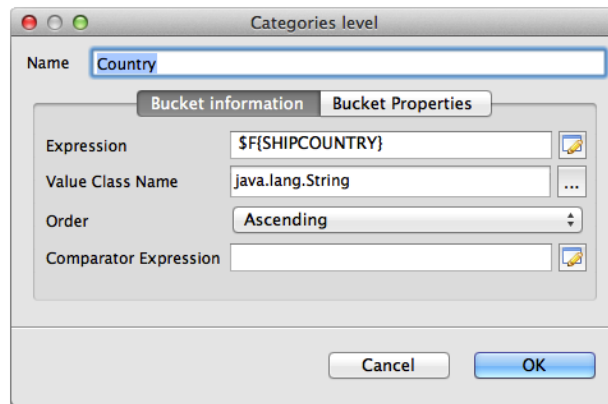 Categories level
Name Country
Bucket information Bucket Properties
Expression $F{SHIPCOUNTRY}
Value Class Name java.lang.String ...
Order Ascending
Comparator Expression
Cancel OK